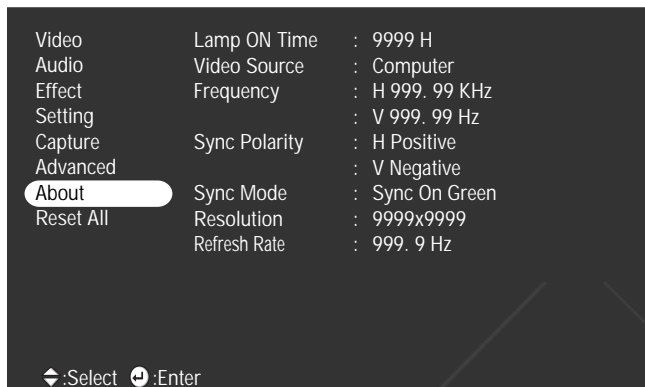 Video
Audio
Effect
Setting
Capture
Advanced
About
Reset All
Lamp ON Time : 9999 H
Video Source : Computer
Frequency : H 999. 99 KHz
: V 999. 99 Hz
Sync Polarity : H Positive
: V Negative
Sync Mode : Sync On Green
Resolution : 9999x9999
Refresh Rate : 999. 9 Hz
:Select :Enter